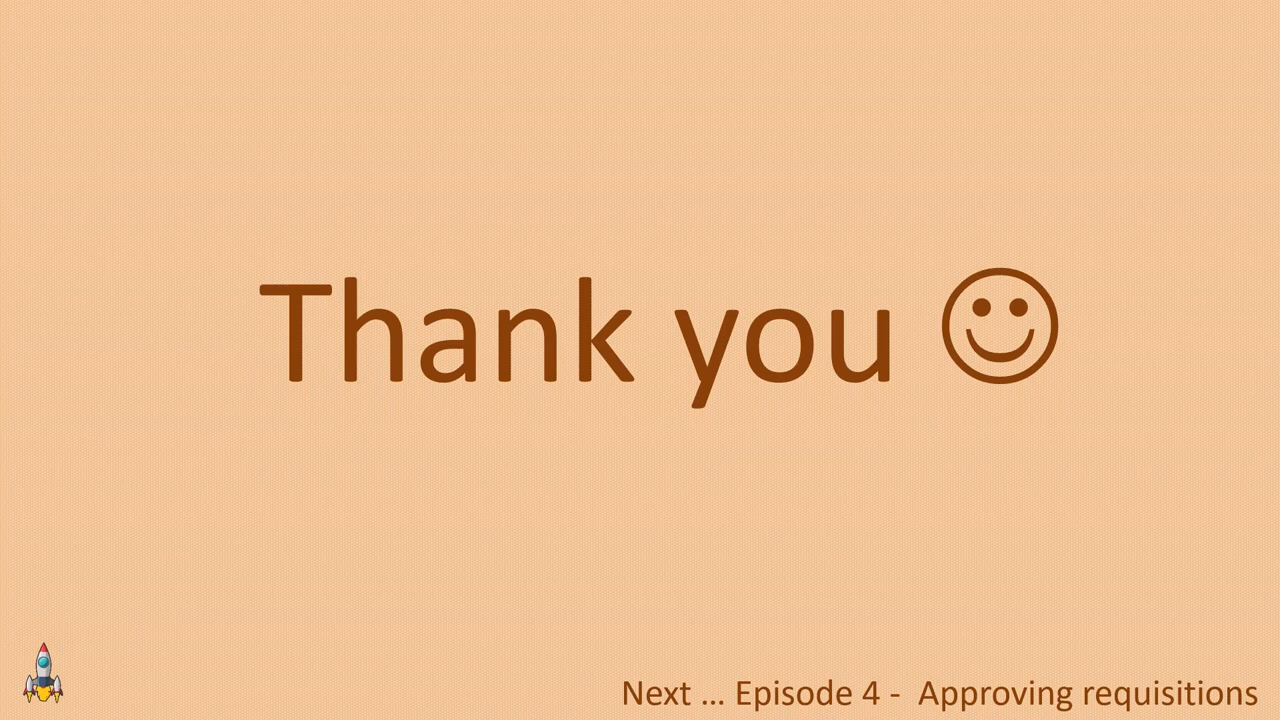 Thank you ☺
Next … Episode 4 -  Approving requisitions